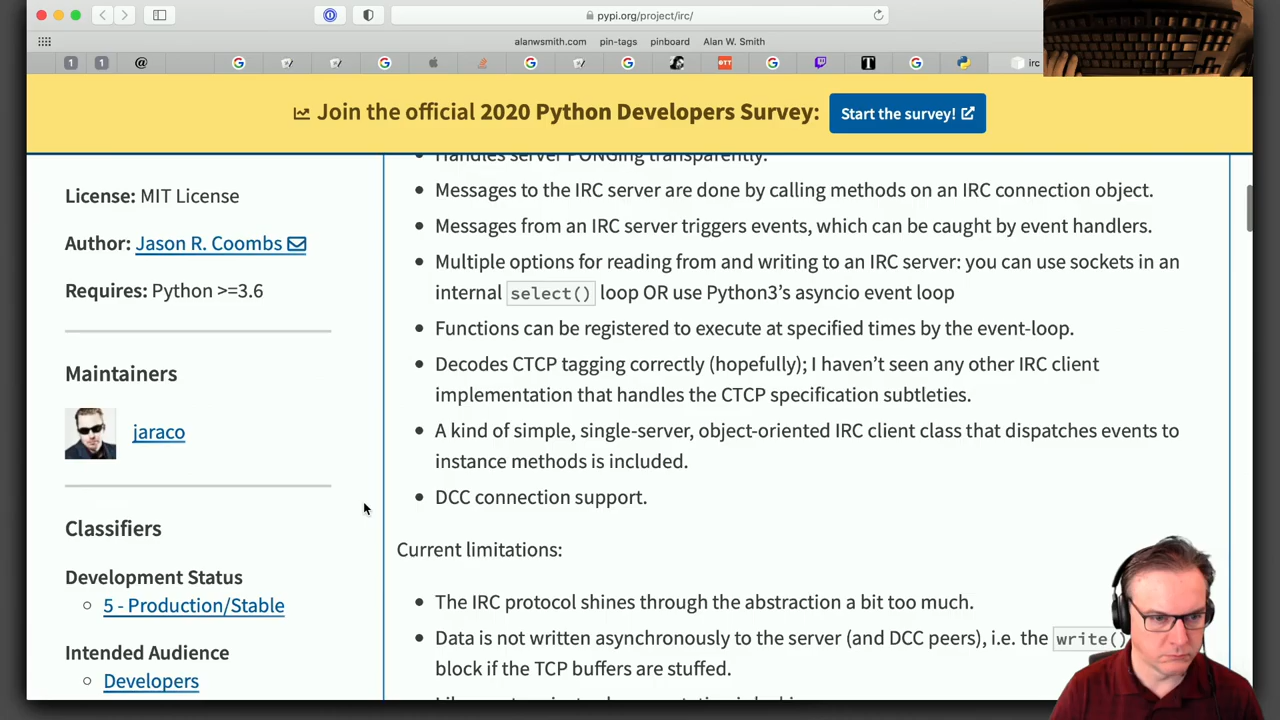 pypi.org/project/irc/
alanwsmith.com pin-tags pinboard Alan W. Smith
1 1 @ G G G G OTT G T G irc
Join the official 2020 Python Developers Survey: Start the survey!
License: MIT License
Author: Jason R. Coombs
Requires: Python >=3.6
Maintainers
jaraco
Classifiers
Development Status
5 - Production/Stable
Intended Audience
Developers
Handles server PONGing transparently.
Messages to the IRC server are done by calling methods on an IRC connection object.
Messages from an IRC server triggers events, which can be caught by event handlers.
Multiple options for reading from and writing to an IRC server: you can use sockets in an
internal select() loop OR use Python3’s asyncio event loop
Functions can be registered to execute at specified times by the event-loop.
Decodes CTCP tagging correctly (hopefully); I haven’t seen any other IRC client
implementation that handles the CTCP specification subtleties.
A kind of simple, single-server, object-oriented IRC client class that dispatches events to
instance methods is included.
DCC connection support.
Current limitations:
The IRC protocol shines through the abstraction a bit too much.
Data is not written asynchronously to the server (and DCC peers), i.e. the write()
block if the TCP buffers are stuffed.